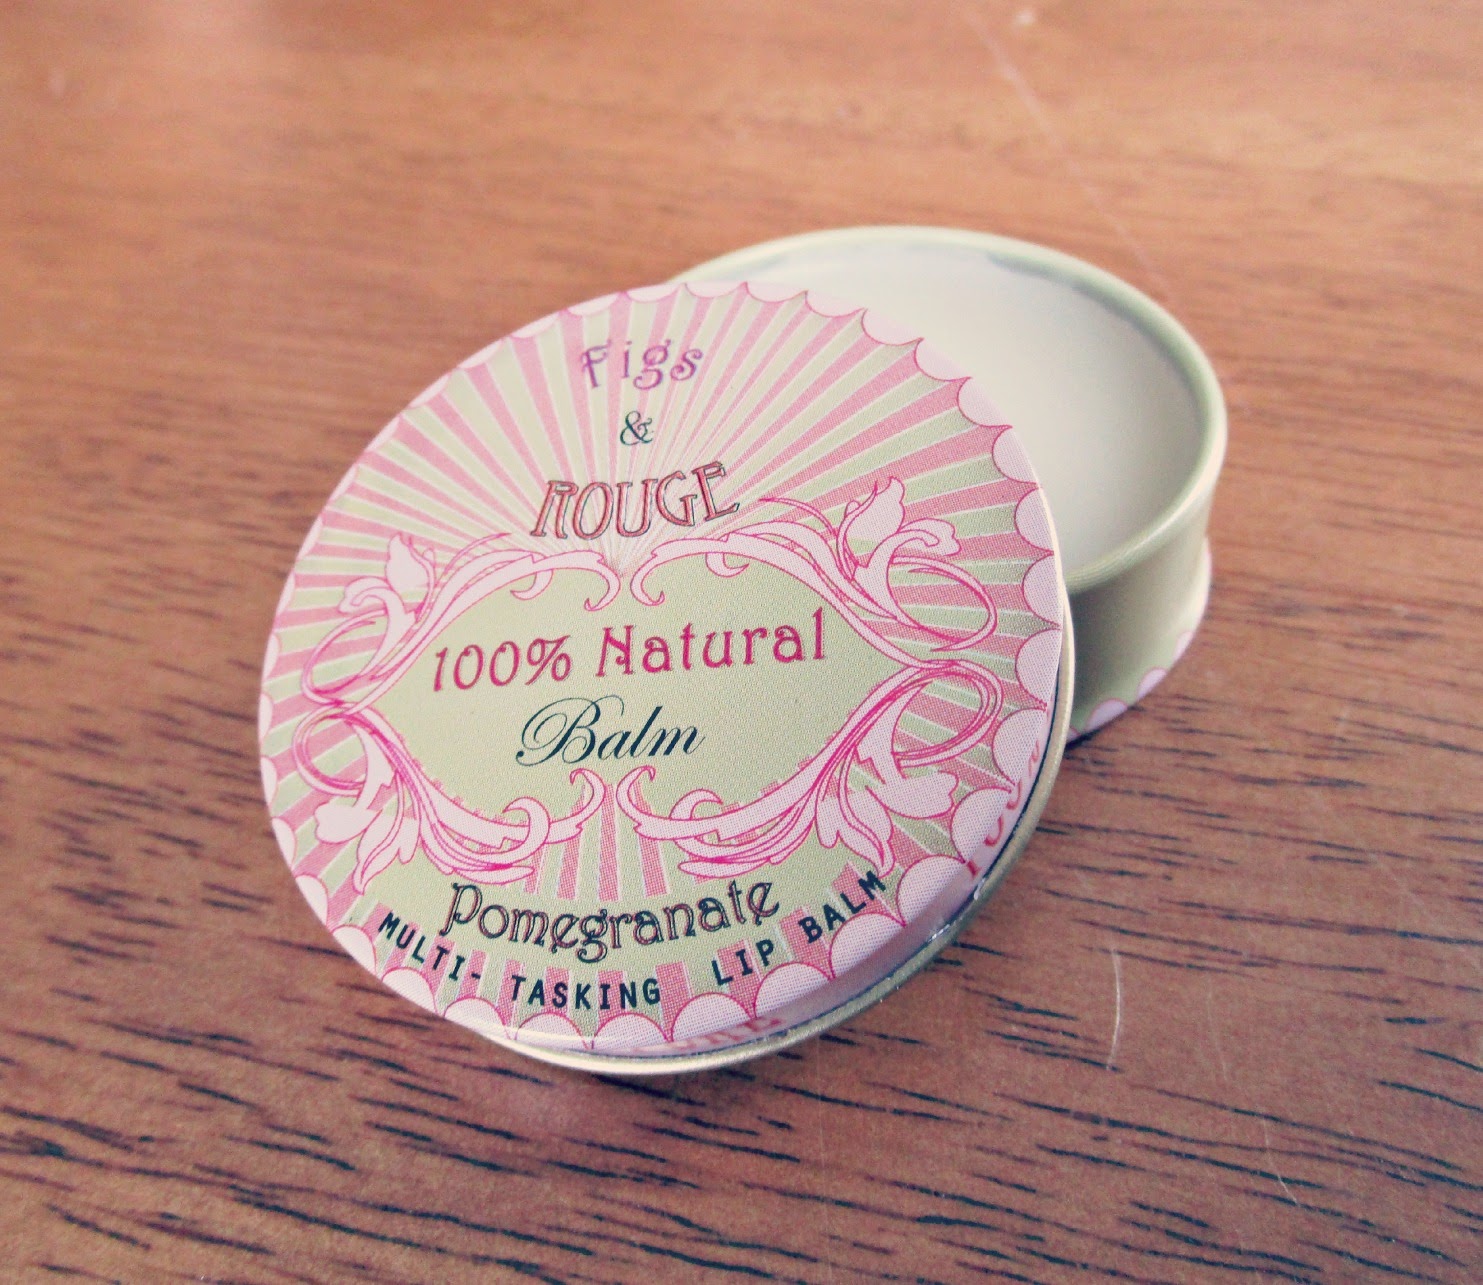 Figs
&
ROUGE
100% Natural
Balm
Pomegranate
MULTI- TASKING LIP BALM